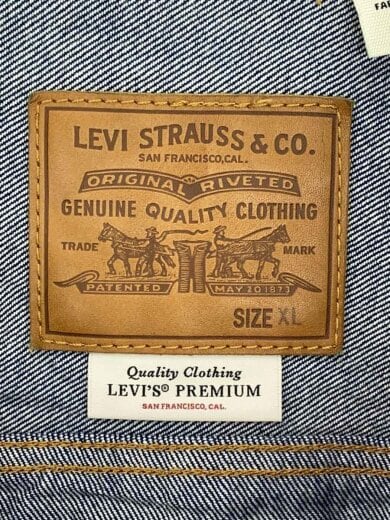 FAB
LEVI STRAUSS & CO.
SAN FRANCISCO, CAL.
ORIGINAL RIVETED
GENUINE QUALITY CLOTHING
TRADE MARK
PATENTED MAY 20 1873
SIZE XL
Quality Clothing
LEVI'S® PREMIUM
SAN FRANCISCO, CAL.